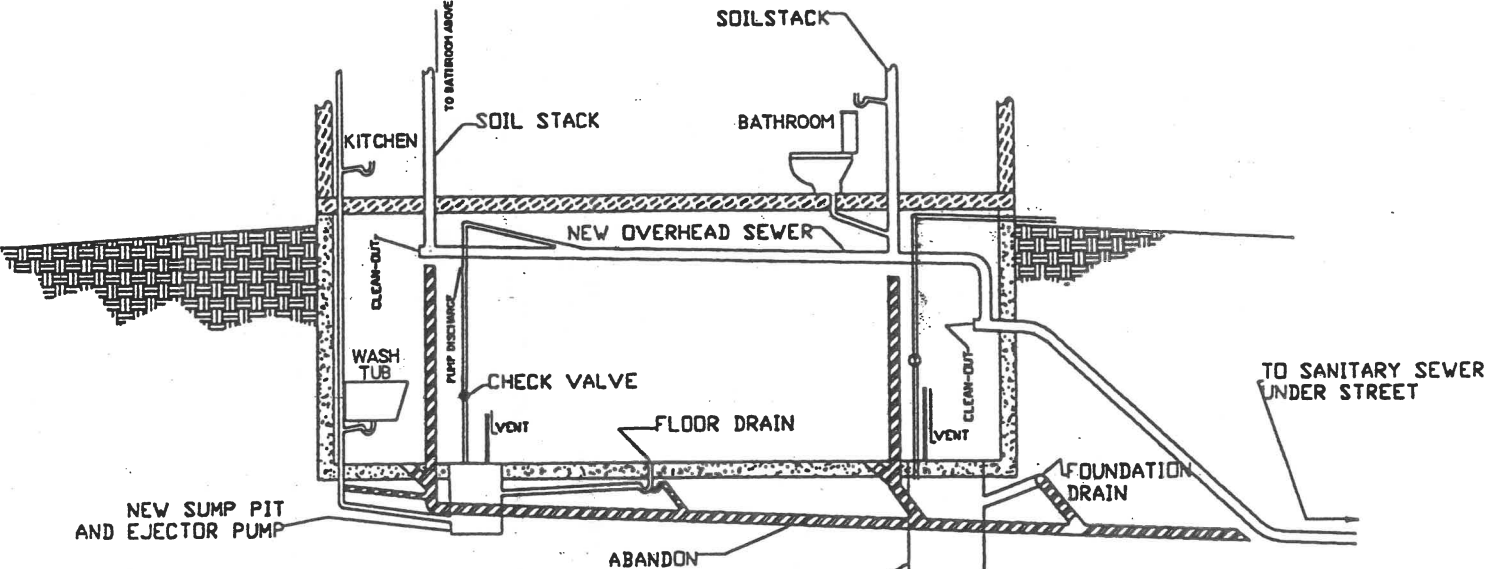 SOILSTACK
TO BATHROOM ABOVE
SOIL STACK
BATHROOM
KITCHEN
NEW OVERHEAD SEWER
CLEAN-OUT
PUMP DISCHARGE
WASH
TUB
CHECK VALVE
CLEAN-OUT
TO SANITARY SEWER
UNDER STREET
VENT
FLOOR DRAIN
VENT
FOUNDATION
DRAIN
NEW SUMP PIT
AND EJECTOR PUMP
ABANDON